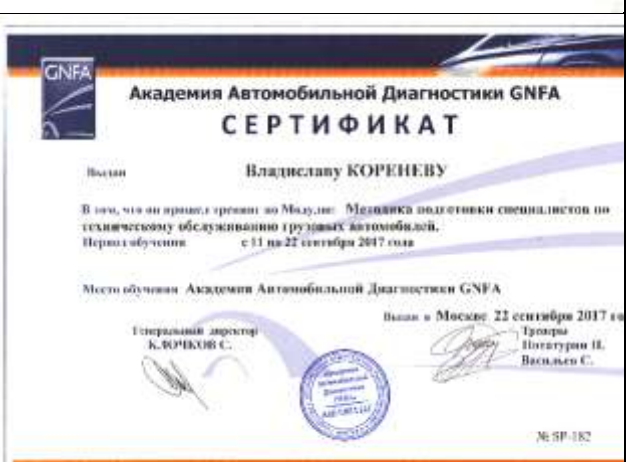 GNFA
Академия Автомобильной Диагностики GNFA
СЕРТИФИКАТ
Выдан Владиславу КОРЕНЕВУ
В том, что он прошел тренинг по Модулю: Методика подготовки специалистов по
техническому обслуживанию грузовых автомобилей.
Период обучения с 11 по 22 сентября 2017 года
Место обучения Академия Автомобильной Диагностики GNFA
Выдан в Москве 22 сентября 2017 го
Генеральный директор
КЛОЧКОВ С.
Тренеры
Потатурин И.
Васильев С.
№ SP-182